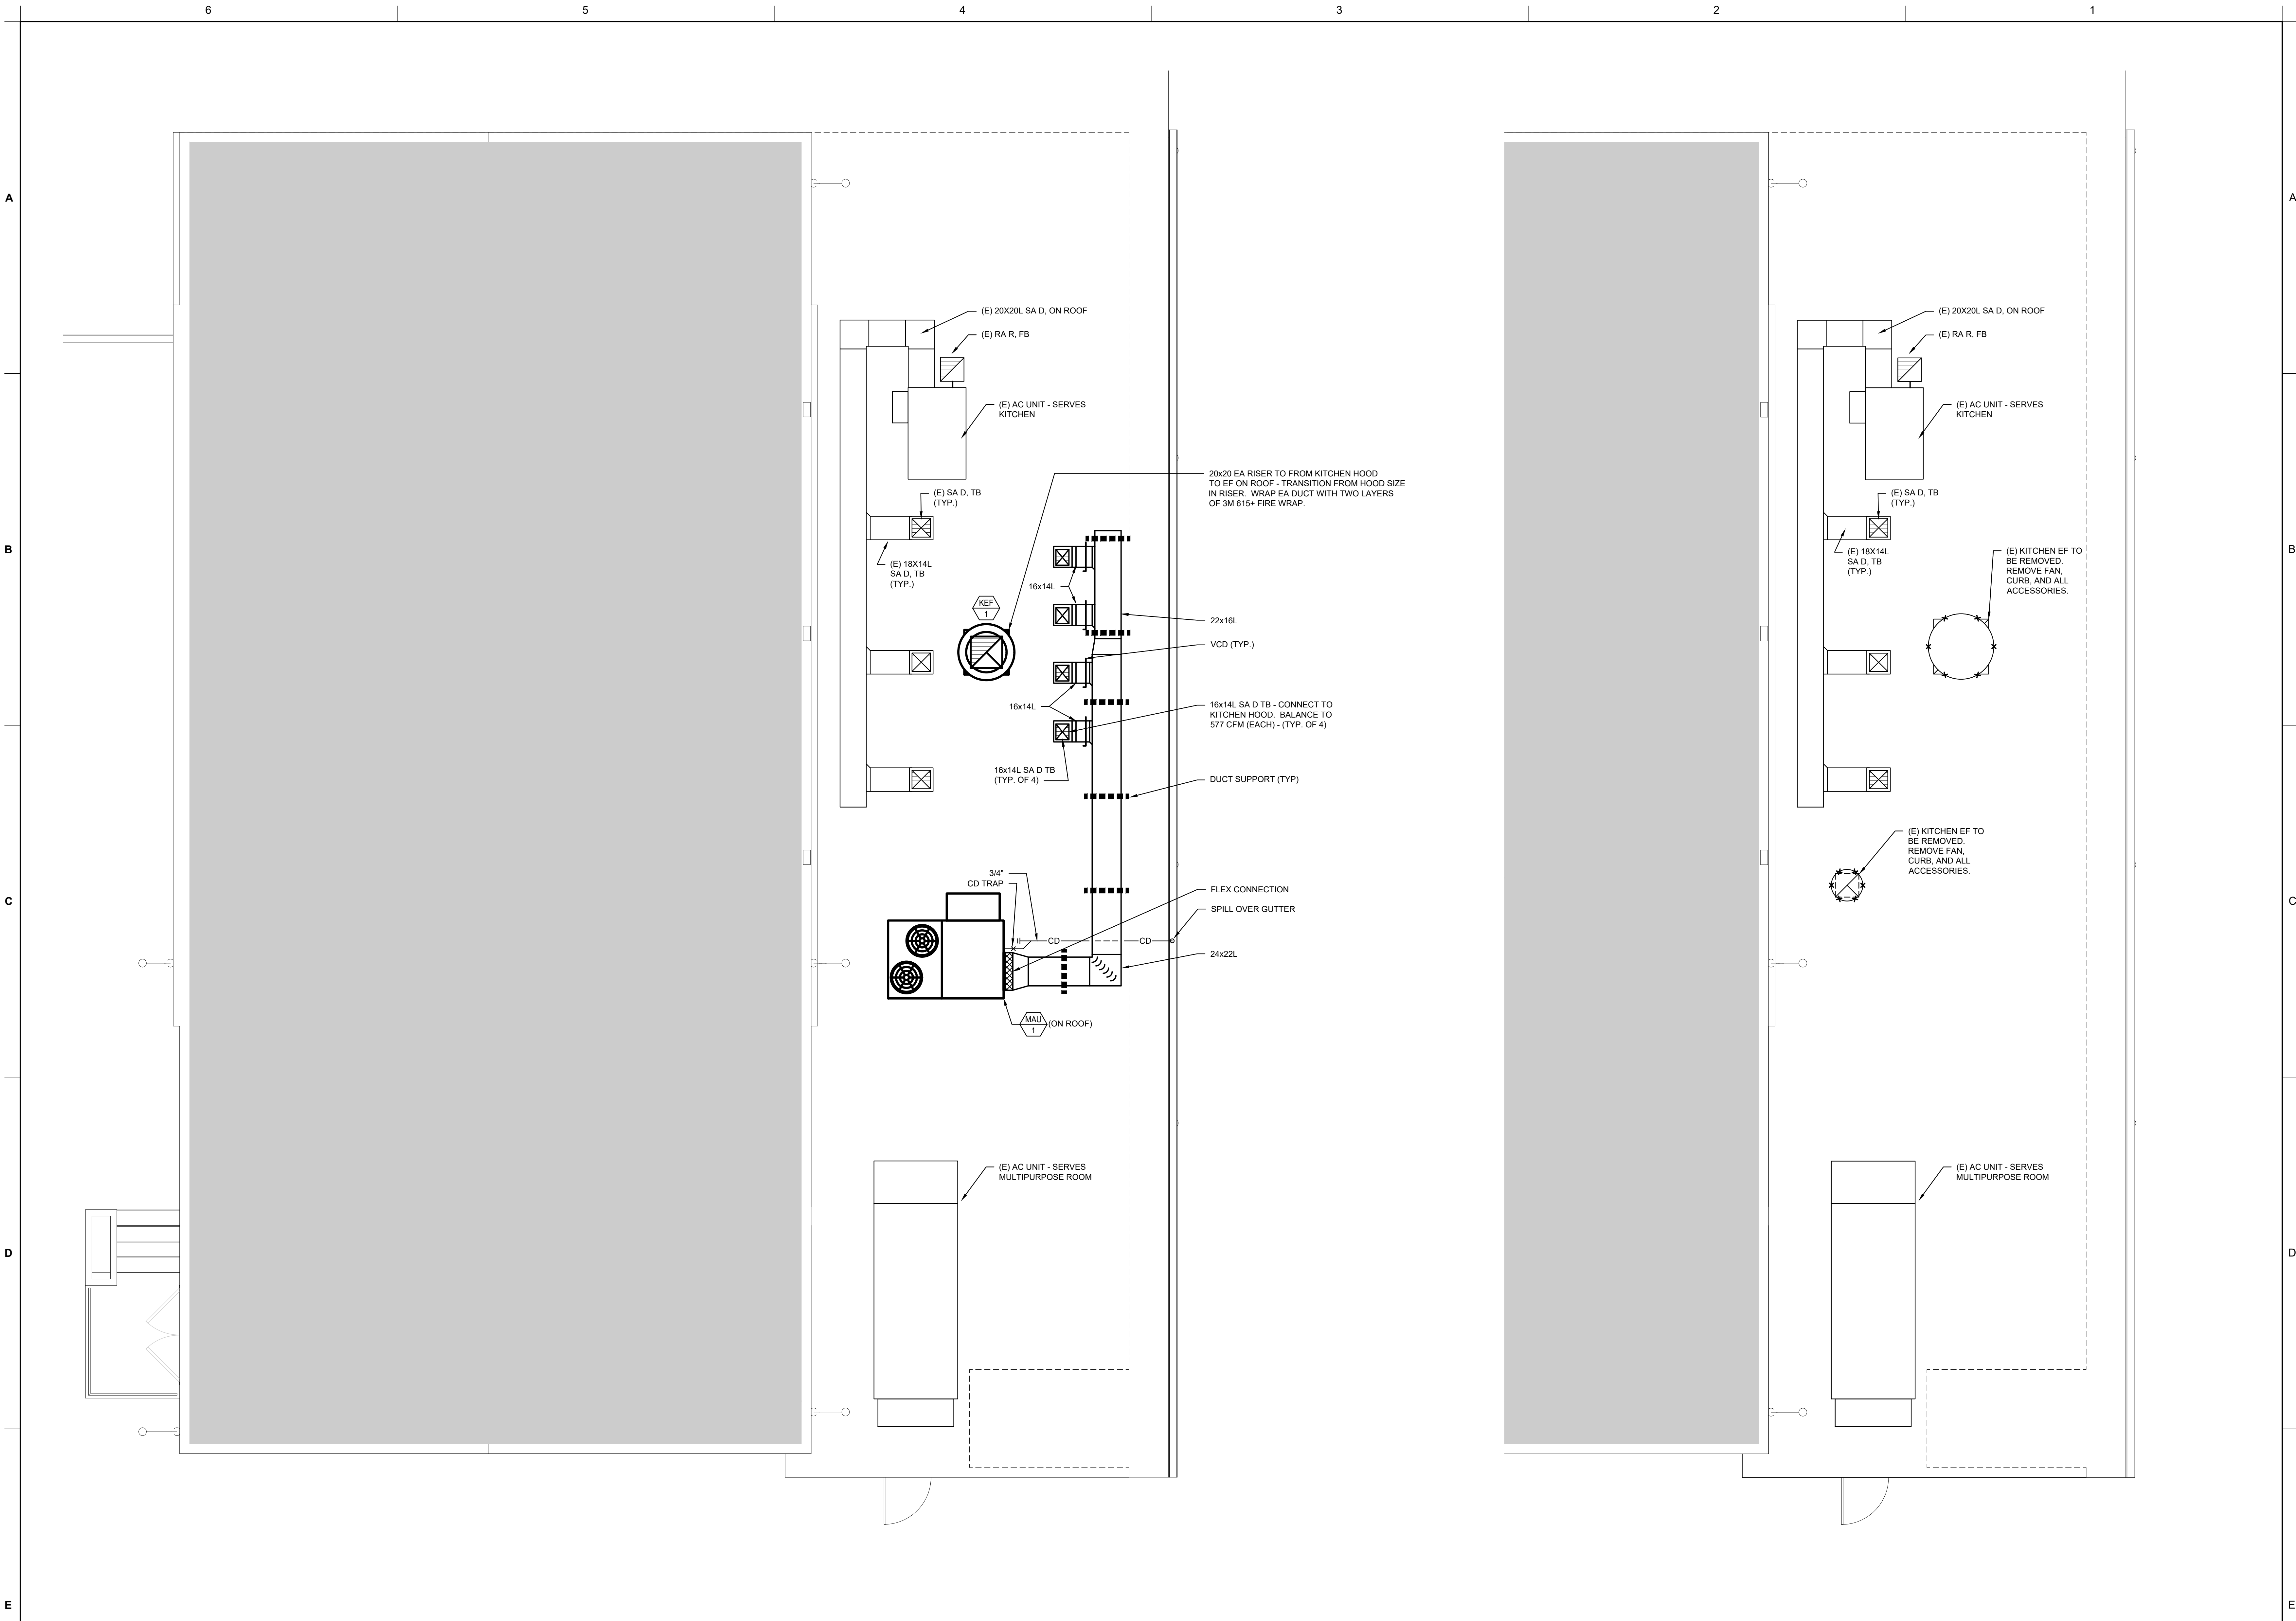 6 5 4 3 2 1
A A
B B
C C
D D
E E
(E) 20X20L SA D, ON ROOF
(E) RA R, FB
(E) AC UNIT - SERVES
KITCHEN
20x20 EA RISER TO FROM KITCHEN HOOD
TO EF ON ROOF - TRANSITION FROM HOOD SIZE
IN RISER. WRAP EA DUCT WITH TWO LAYERS
OF 3M 615+ FIRE WRAP.
(E) SA D, TB
(TYP.)
(E) 18X14L
SA D, TB
(TYP.)
16x14L
KEF
1
22x16L
VCD (TYP.)
16x14L
16x14L SA D TB - CONNECT TO
KITCHEN HOOD. BALANCE TO
577 CFM (EACH) - (TYP. OF 4)
16x14L SA D TB
(TYP. OF 4)
DUCT SUPPORT (TYP)
3/4"
CD TRAP
FLEX CONNECTION
SPILL OVER GUTTER
CD
CD
24x22L
MAU
1
(ON ROOF)
(E) AC UNIT - SERVES
MULTIPURPOSE ROOM
(E) 20X20L SA D, ON ROOF
(E) RA R, FB
(E) AC UNIT - SERVES
KITCHEN
(E) SA D, TB
(TYP.)
(E) 18X14L
SA D, TB
(TYP.)
(E) KITCHEN EF TO
BE REMOVED.
REMOVE FAN,
CURB, AND ALL
ACCESSORIES.
(E) KITCHEN EF TO
BE REMOVED.
REMOVE FAN,
CURB, AND ALL
ACCESSORIES.
(E) AC UNIT - SERVES
MULTIPURPOSE ROOM